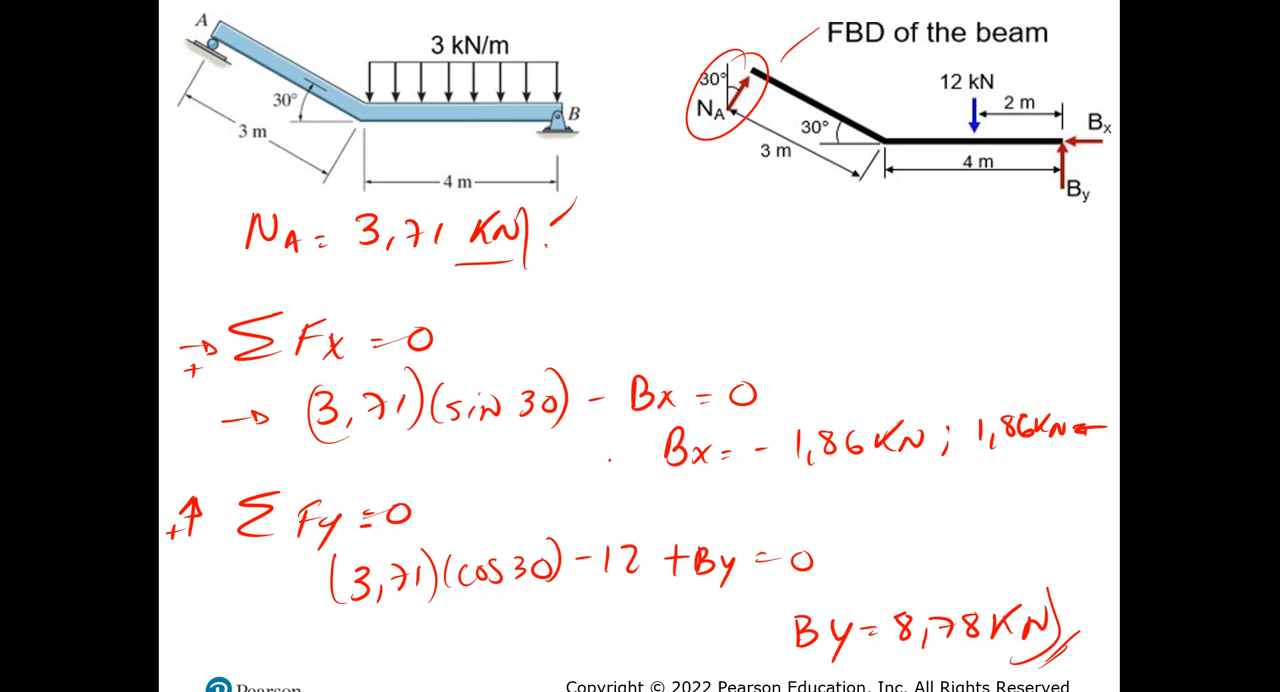 FBD of the beam
A
3 kN/m
30°
B
3 m
4 m
30°
N_A
12 kN
2 m
B_x
30°
3 m
4 m
B_y
N_A = 3,71 KN
→+ Σ Fx = 0
→ (3,71)(sin 30) - Bx = 0
Bx = - 1,86 KN ; 1,86 KN ←
+↑ Σ Fy = 0
(3,71)(cos 30) - 12 + By = 0
By = 8,78 KN
Pearson
Copyright © 2022 Pearson Education, Inc. All Rights Reserved